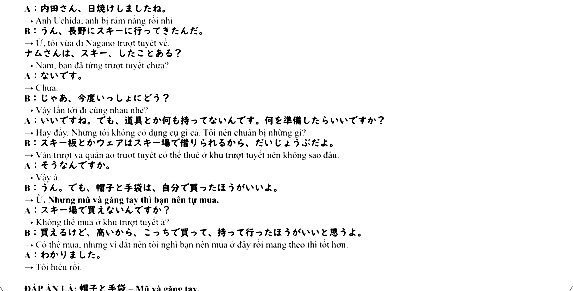 A：内田さん、日焼けしましたね。
→ Anh Uchida, anh bị rám nắng rồi nhỉ
B：うん、長野にスキーに行ってきたんだ。
→ Ừ, tôi vừa đi Nagano trượt tuyết về.
ナムさんは、スキー、したことある？
→ Nam, bạn đã từng trượt tuyết chưa?
A：ないです。
→ Chưa.
B：じゃあ、今度いっしょにどう？
→ Vậy lần tới đi cùng nhau nhé?
A：いいですね。でも、道具とか何も持ってないんです。何を準備したらいいですか？
→ Hay đấy. Nhưng tôi không có dụng cụ gì cả. Tôi nên chuẩn bị những gì?
B：スキー板とかウェアはスキー場で借りられるから、だいじょうぶだよ。
→ Ván trượt và quần áo trượt tuyết có thể thuê ở khu trượt tuyết nên không sao đâu.
A：そうなんですか。
→ Vậy à
B：うん。でも、帽子と手袋は、自分で買ったほうがいいよ。
→ Ừ. Nhưng mũ và găng tay thì bạn nên tự mua.
A：スキー場で買えないんですか？
→ Không thể mua ở khu trượt tuyết à?
B：買えるけど、高いから、こっちで買って、持って行ったほうがいいと思うよ。
→ Có thể mua, nhưng vì đắt nên tôi nghĩ bạn nên mua ở đây rồi mang theo thì tốt hơn.
A：わかりました。
→ Tôi hiểu rồi.
ĐÁP ÁN LÀ: 帽子と手袋 – Mũ và găng tay